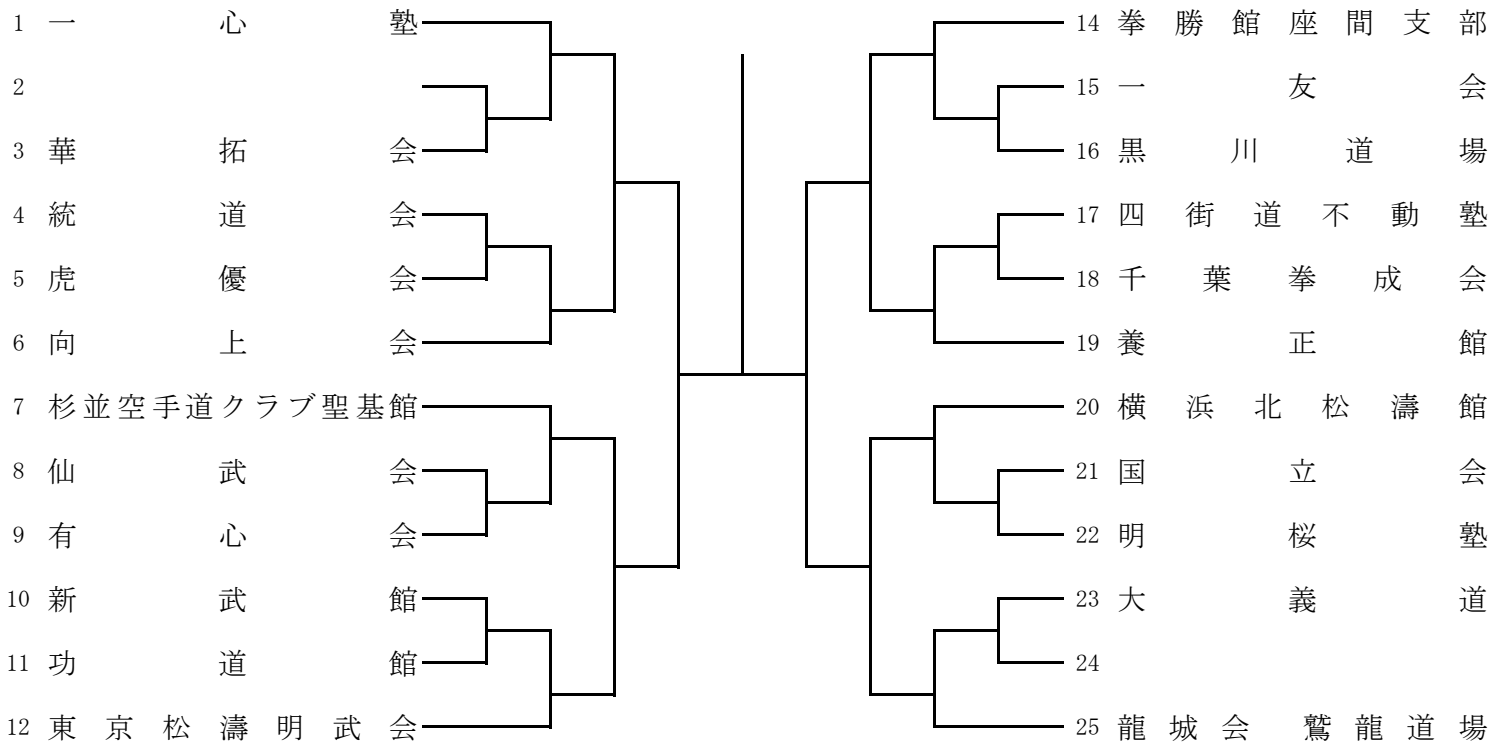 1 一心塾
2
3 華拓会
4 統道会
5 虎優会
6 向上会
7 杉並空手道クラブ聖基館
8 仙武会
9 有心会
10 新武館
11 功道館
12 東京松濤明武会
14 拳勝館座間支部
15 一友会
16 黒川道場
17 四街道不動塾
18 千葉拳成会
19 養正館
20 横浜北松濤館
21 国立会
22 明桜塾
23 大義道
24
25 龍城会 鷲龍道場